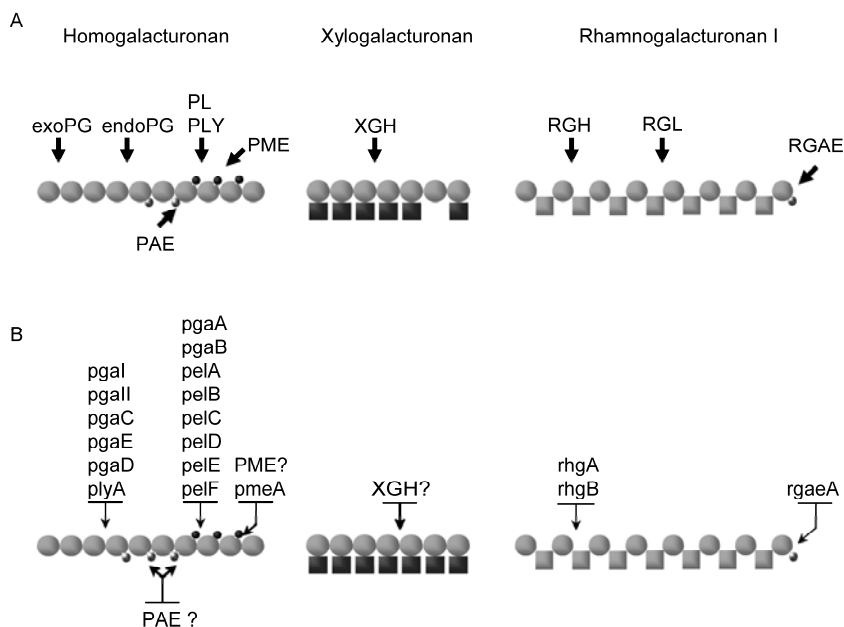 A
Homogalacturonan
Xylogalacturonan
Rhamnogalacturonan I
exoPG
endoPG
PL
PLY
PME
PAE
XGH
RGH
RGL
RGAE
B
pgaI
pgaII
pgaC
pgaE
pgaD
plyA
pgaA
pgaB
pelA
pelB
pelC
pelD
pelE
pelF
PME?
pmeA
PAE ?
XGH?
rhgA
rhgB
rgaeA